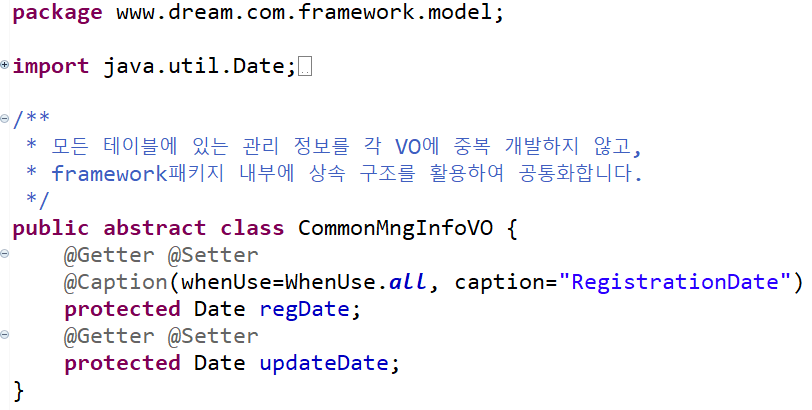 package www.dream.com.framework.model;
import java.util.Date;
/**
* 모든 테이블에 있는 관리 정보를 각 VO에 중복 개발하지 않고,
* framework패키지 내부에 상속 구조를 활용하여 공통화합니다.
*/
public abstract class CommonMngInfoVO {
@Getter @Setter
@Caption(whenUse=WhenUse.all, caption="RegistrationDate")
protected Date regDate;
@Getter @Setter
protected Date updateDate;
}